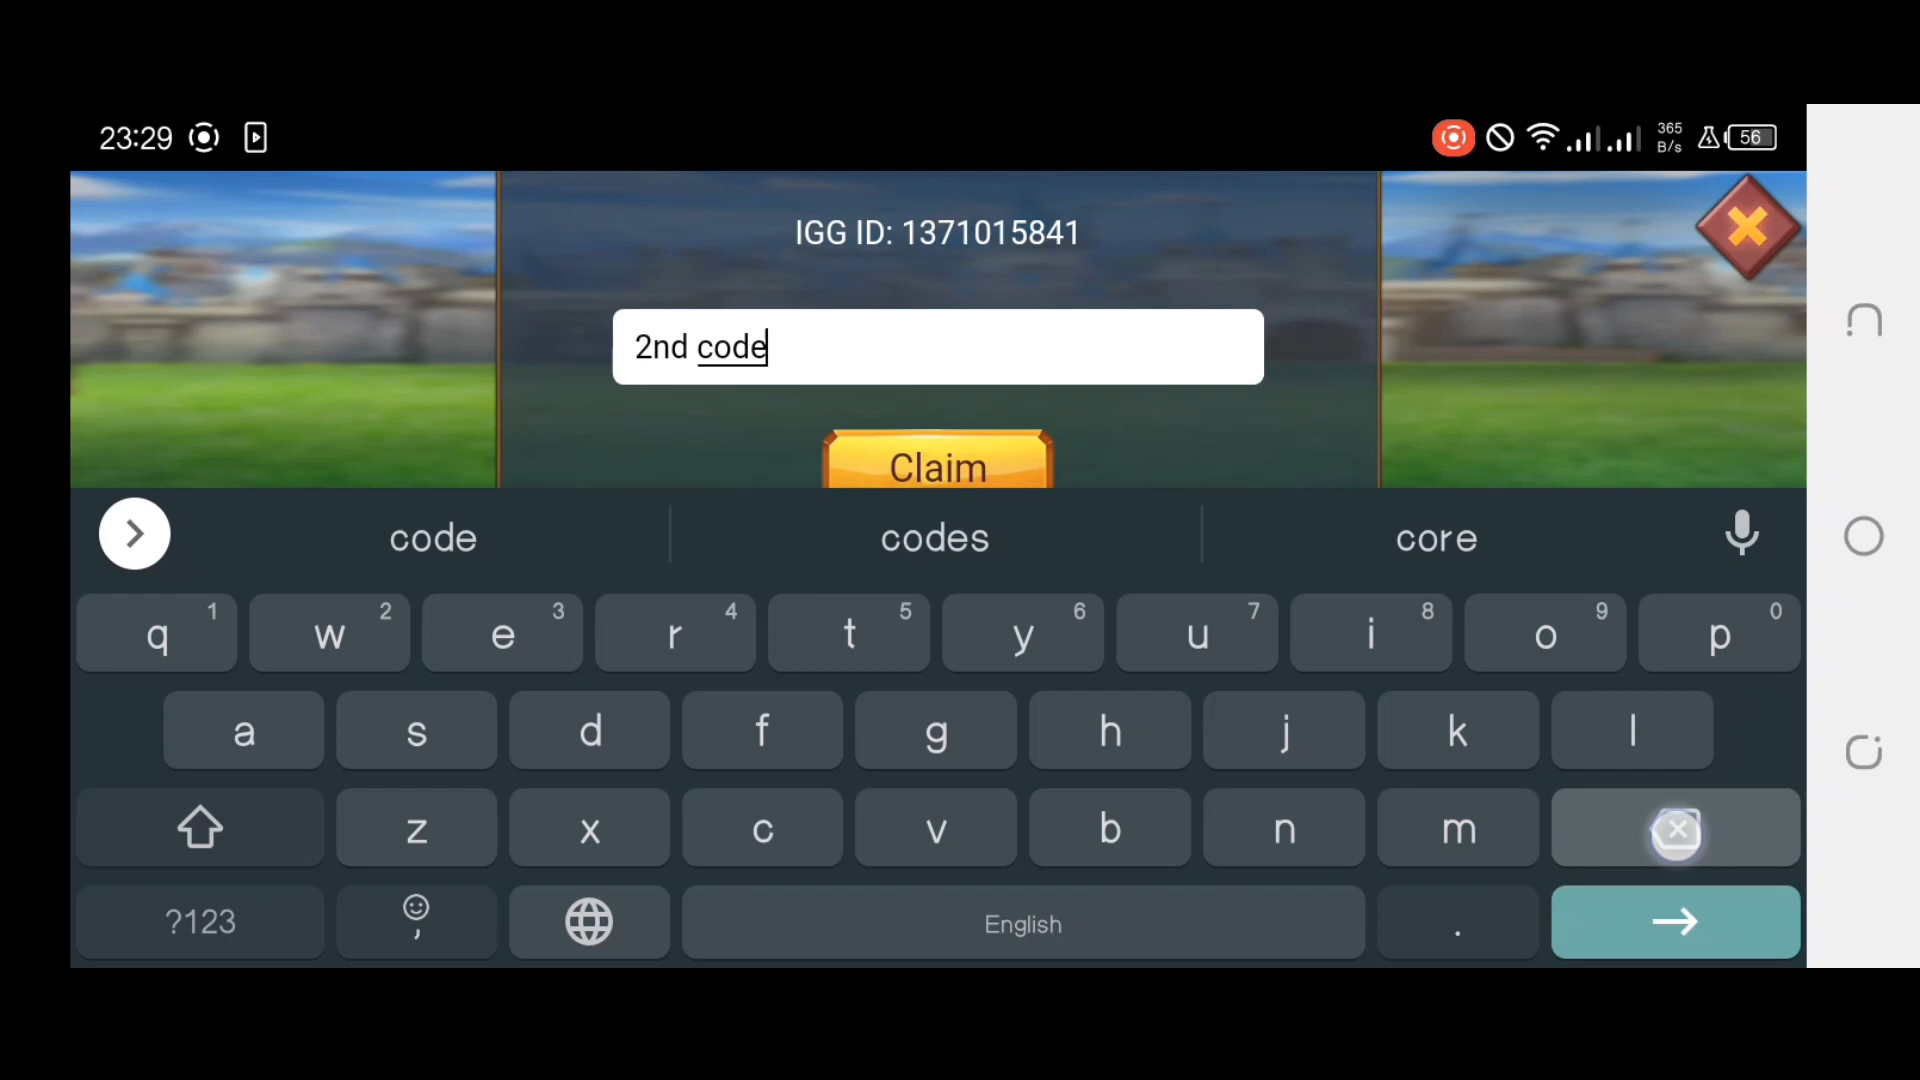 23:29 365 B/s 56
IGG ID: 1371015841
2nd code
Claim
code codes core
q 1 w 2 e 3 r 4 t 5 y 6 u 7 i 8 o 9 p 0
a s d f g h j k l
z x c v b n m
?123 , English .